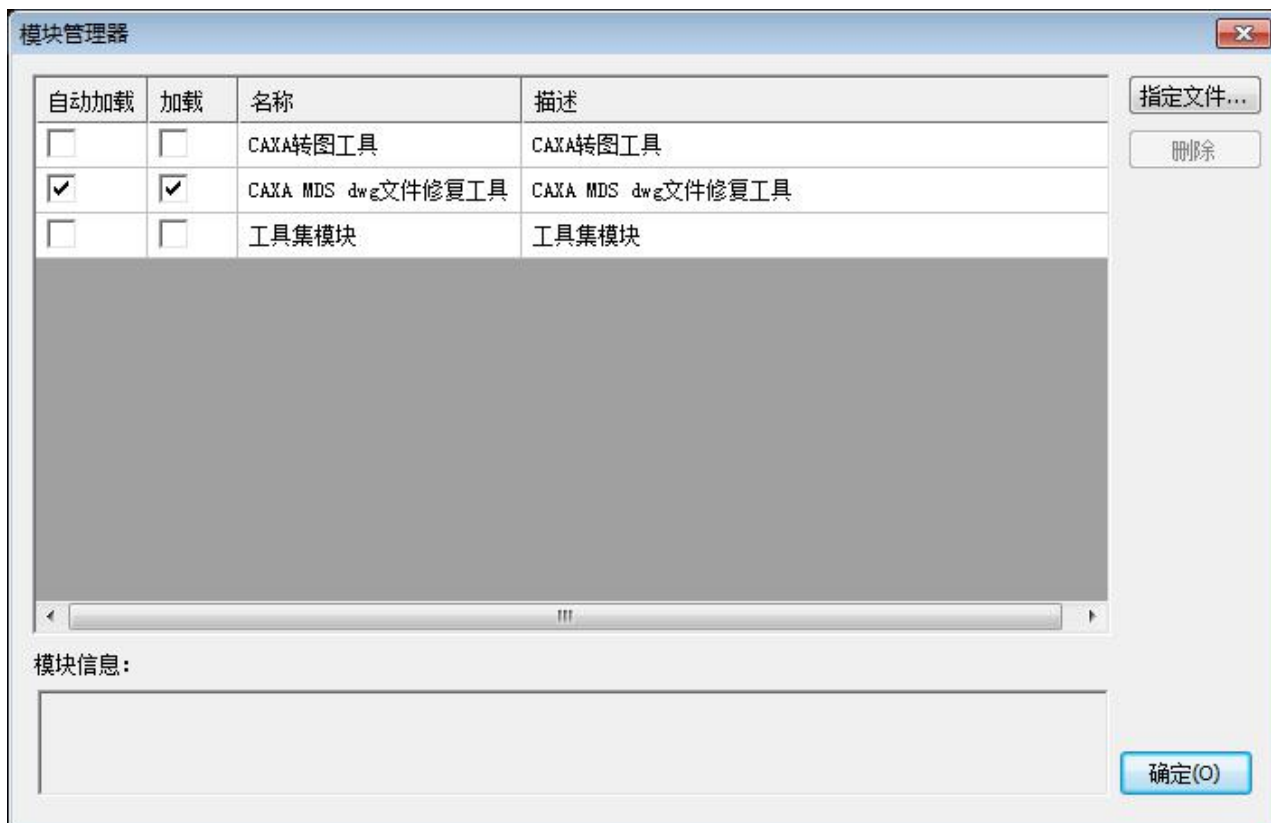 模块管理器
自动加载 加载 名称 描述 指定文件...
CAXA转图工具 CAXA转图工具 删除
CAXA MDS dwg文件修复工具 CAXA MDS dwg文件修复工具
工具集模块 工具集模块
模块信息:
确定(O)